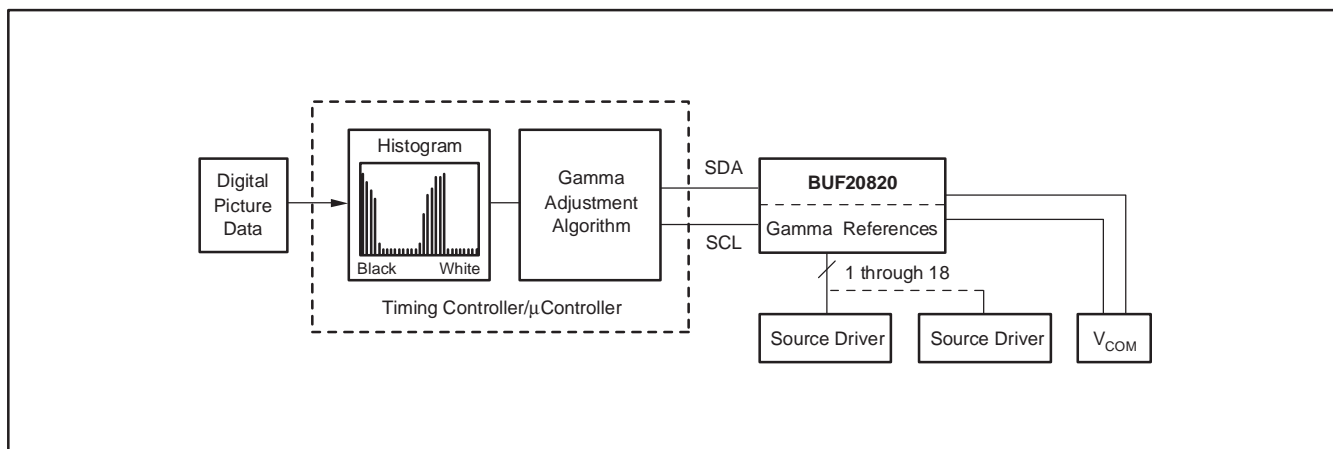 Digital
Picture
Data
Histogram
Black White
Gamma
Adjustment
Algorithm
Timing Controller/μController
SDA
SCL
BUF20820
Gamma References
1 through 18
Source Driver
Source Driver
VCOM